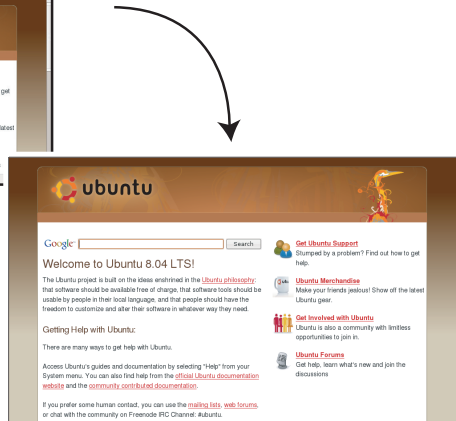 get
latest
ubuntu
Google
Search
Welcome to Ubuntu 8.04 LTS!
The Ubuntu project is built on the ideas enshrined in the Ubuntu philosophy:
that software should be available free of charge, that software tools should be
usable by people in their local language, and that people should have the
freedom to customize and alter their software in whatever way they need.
Getting Help with Ubuntu:
There are many ways to get help with Ubuntu.
Access Ubuntu's guides and documentation by selecting "Help" from your
System menu. You can also find help from the official Ubuntu documentation
website and the community contributed documentation.
If you prefer some human contact, you can use the mailing lists, web forums,
or chat with the community on Freenode IRC Channel: #ubuntu.
Get Ubuntu Support
Stumped by a problem? Find out how to get
help.
Ubuntu Merchandise
Make your friends jealous! Show off the latest
Ubuntu gear.
Get Involved with Ubuntu
Ubuntu is also a community with limitless
opportunities to join in.
Ubuntu Forums
Get help, learn what's new and join the
discussions